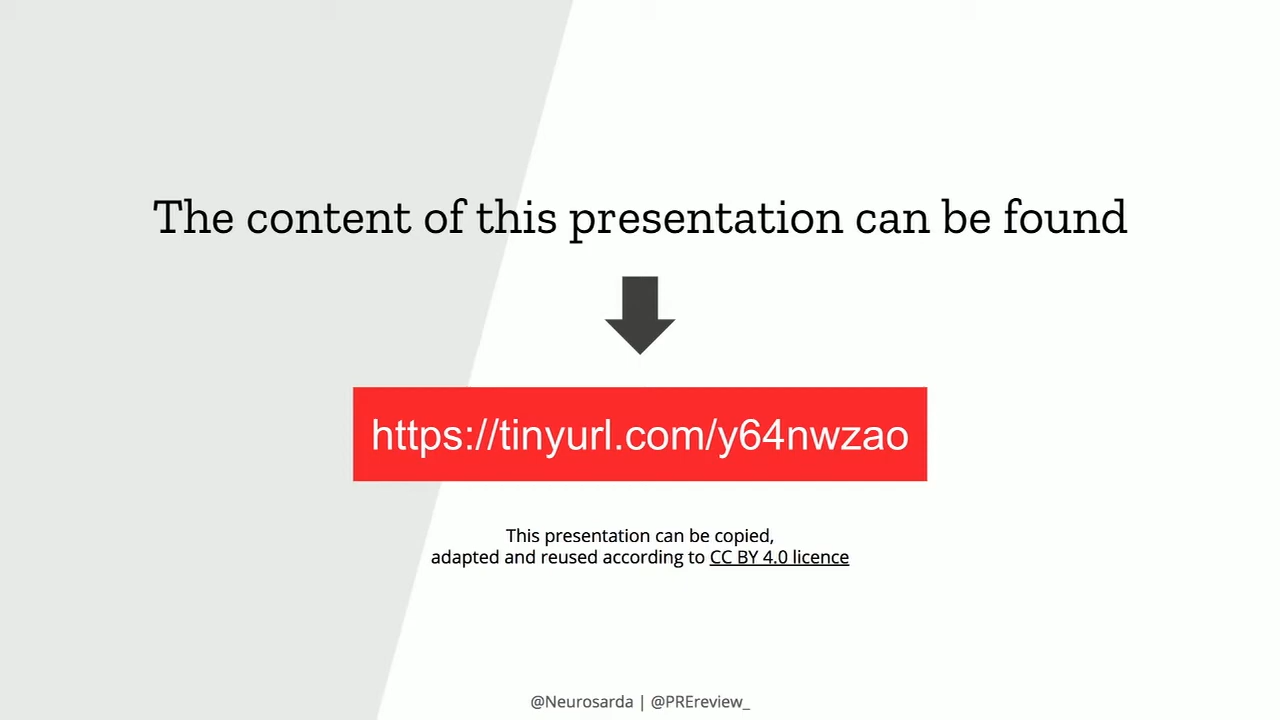 The content of this presentation can be found
https://tinyurl.com/y64nwzao
This presentation can be copied,
adapted and reused according to CC BY 4.0 licence
@Neurosarda | @PREreview_